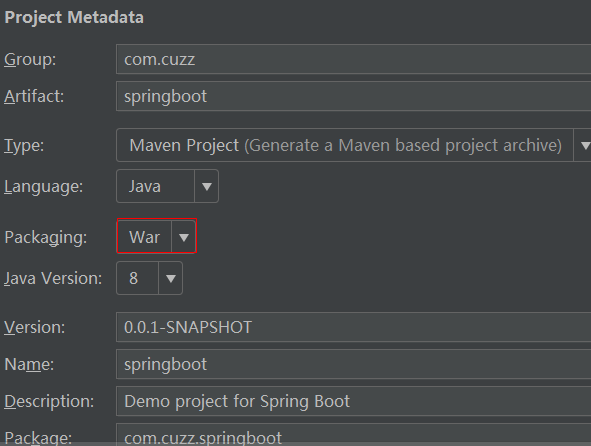 Project Metadata
Group: com.cuzz
Artifact: springboot
Type: Maven Project (Generate a Maven based project archive)
Language: Java
Packaging: War
Java Version: 8
Version: 0.0.1-SNAPSHOT
Name: springboot
Description: Demo project for Spring Boot
Package: com.cuzz.springboot